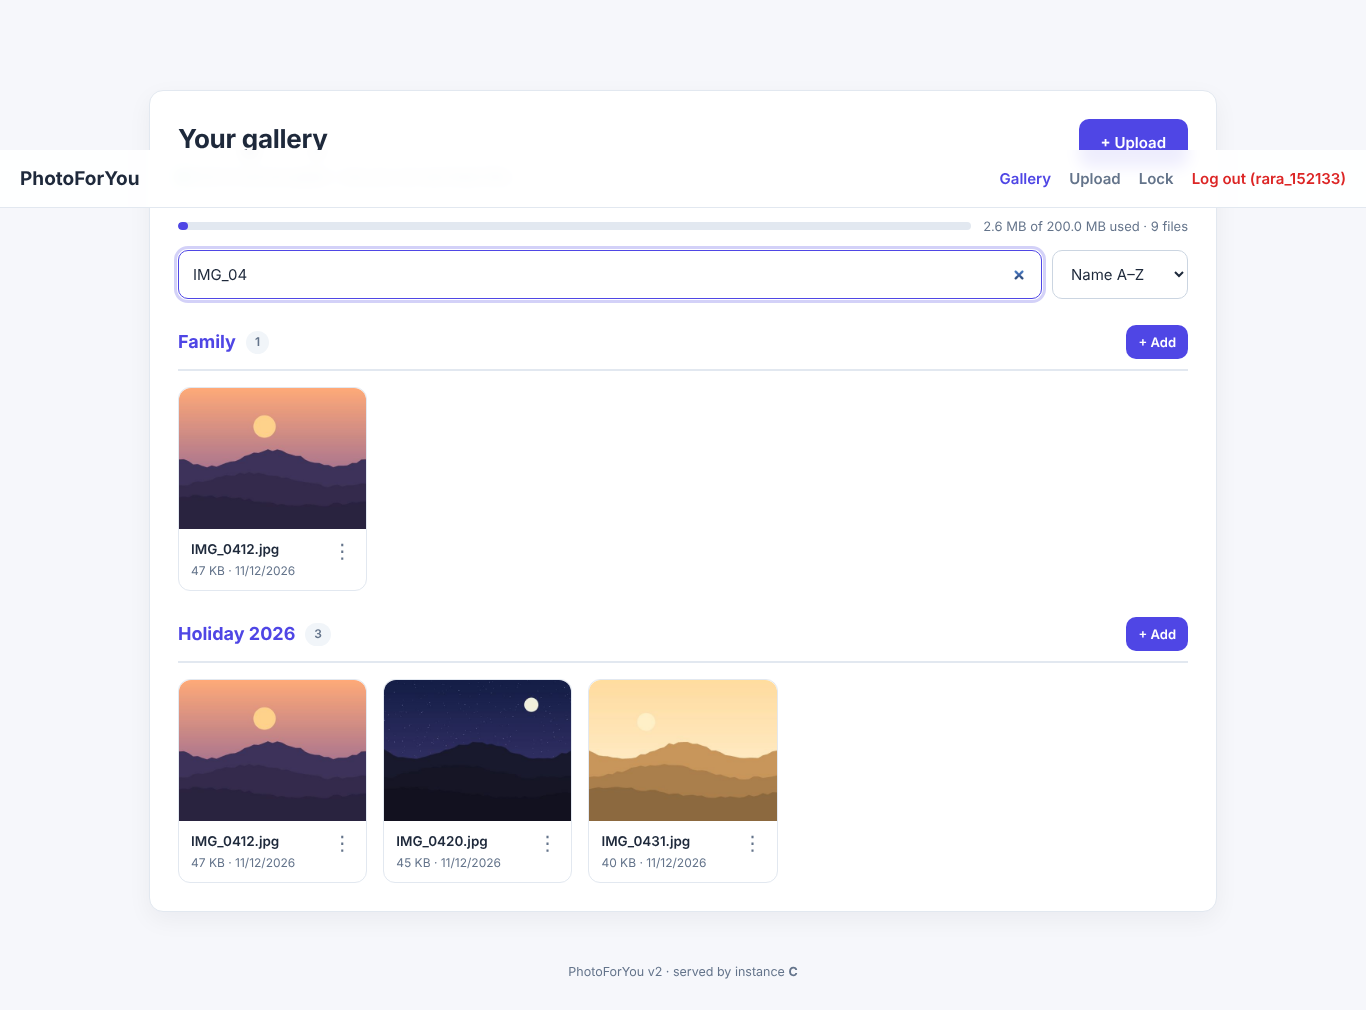 Your gallery
+ Upload
PhotoForYou
Gallery Upload Lock Log out (rara_152133)
2.6 MB of 200.0 MB used · 9 files
IMG_04 ×
Name A–Z
Family 1
+ Add
IMG_0412.jpg
47 KB · 11/12/2026
Holiday 2026 3
+ Add
IMG_0412.jpg
47 KB · 11/12/2026
IMG_0420.jpg
45 KB · 11/12/2026
IMG_0431.jpg
40 KB · 11/12/2026
PhotoForYou v2 · served by instance C